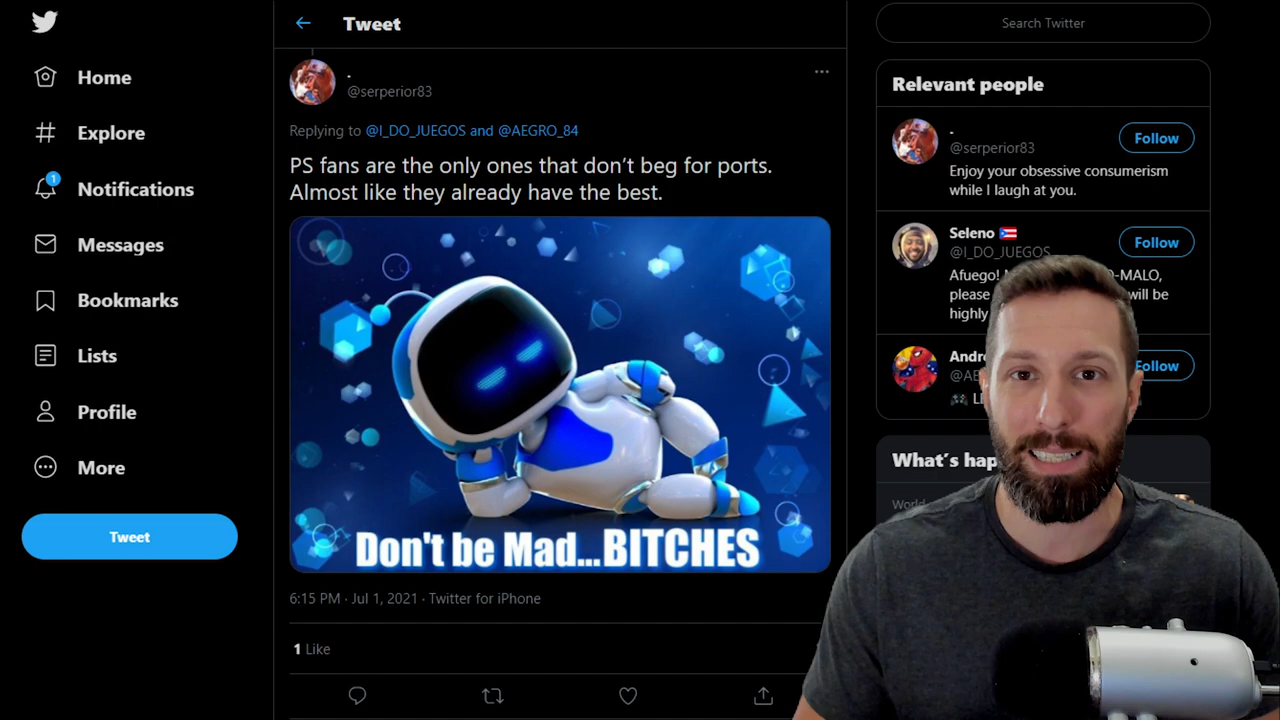 Home
Explore
1
Notifications
Messages
Bookmarks
Lists
Profile
More
Tweet
Tweet
.
@serperior83
Replying to @I_DO_JUEGOS and @AEGRO_84
PS fans are the only ones that don’t beg for ports.
Almost like they already have the best.
Don't be Mad...BITCHES
6:15 PM · Jul 1, 2021 · Twitter for iPhone
1 Like
Search Twitter
Relevant people
.
@serperior83
Follow
Enjoy your obsessive consumerism
while I laugh at you.
Seleno
@I_DO_JUEGOS
Follow
Afuego! O-MALO,
please will be
highly
Follow
What’s